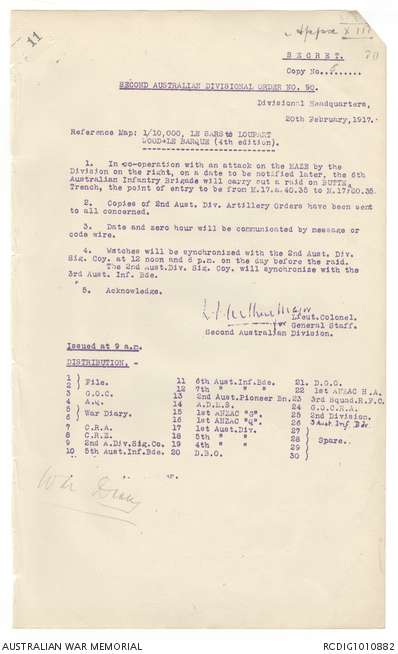 11
Appx XIII
70
SECRET.
Copy No. 5......
SECOND AUSTRALIAN DIVISIONAL ORDER NO. 90.
Divisional Headquarters,
20th February, 1917.
Reference Map: 1/10,000, LE SARS to LOUPART
WOOD+LE BARQUE (4th edition).
1. In co-operation with an attack on the MAZE by the
Division on the right, on a date to be notified later, the 6th
Australian Infantry Brigade will carry out a raid on BUTTE
Trench, the point of entry to be from M.17.a.40.35 to M.17.20.35.
2. Copies of 2nd Aust. Div. Artillery Orders have been sent
to all concerned.
3. Date and zero hour will be communicated by message or
code wire.
4. Watches will be synchronized with the 2nd Aust. Div.
Sig. Coy. at 12 noon and 6 p.m. on the day before the raid.
The 2nd Aust.Div. Sig. Coy. will synchronise with the
3rd Aust. Inf. Bde.
5. Acknowledge.
Major
for Lieut.Colonel.
General Staff.
Second Australian Division.
Issued at 9 a.m.
DISTRIBUTION. -
1 } File. 11 6th Aust.Inf.Bde. 21. D.D.O.
2 } 12 7th " " " 22 1st ANZAC H.A.
3 G.O.C. 13 2nd Aust.Pioneer Bn. 23 3rd Squad.R.F.C.
4 A.Q. 14 A.D.M.S. 24 G.O.C.R.A.
5 } War Diary. 15 1st ANZAC "G". 25 2nd Division.
6 } 16 1st ANZAC "Q". 26 3 Aust Inf Bde.
7 C.R.A. 17 1st Aust.Div. 27 }
8 C.R.E. 18 5th " " 28 } Spare.
9 2nd A.Div.Sig.Co. 19 4th " " 29 }
10 5th Aust.Inf.Bde. 20 D.B.O. 30 }
War Diary
AUSTRALIAN WAR MEMORIAL
RCDIG1010882